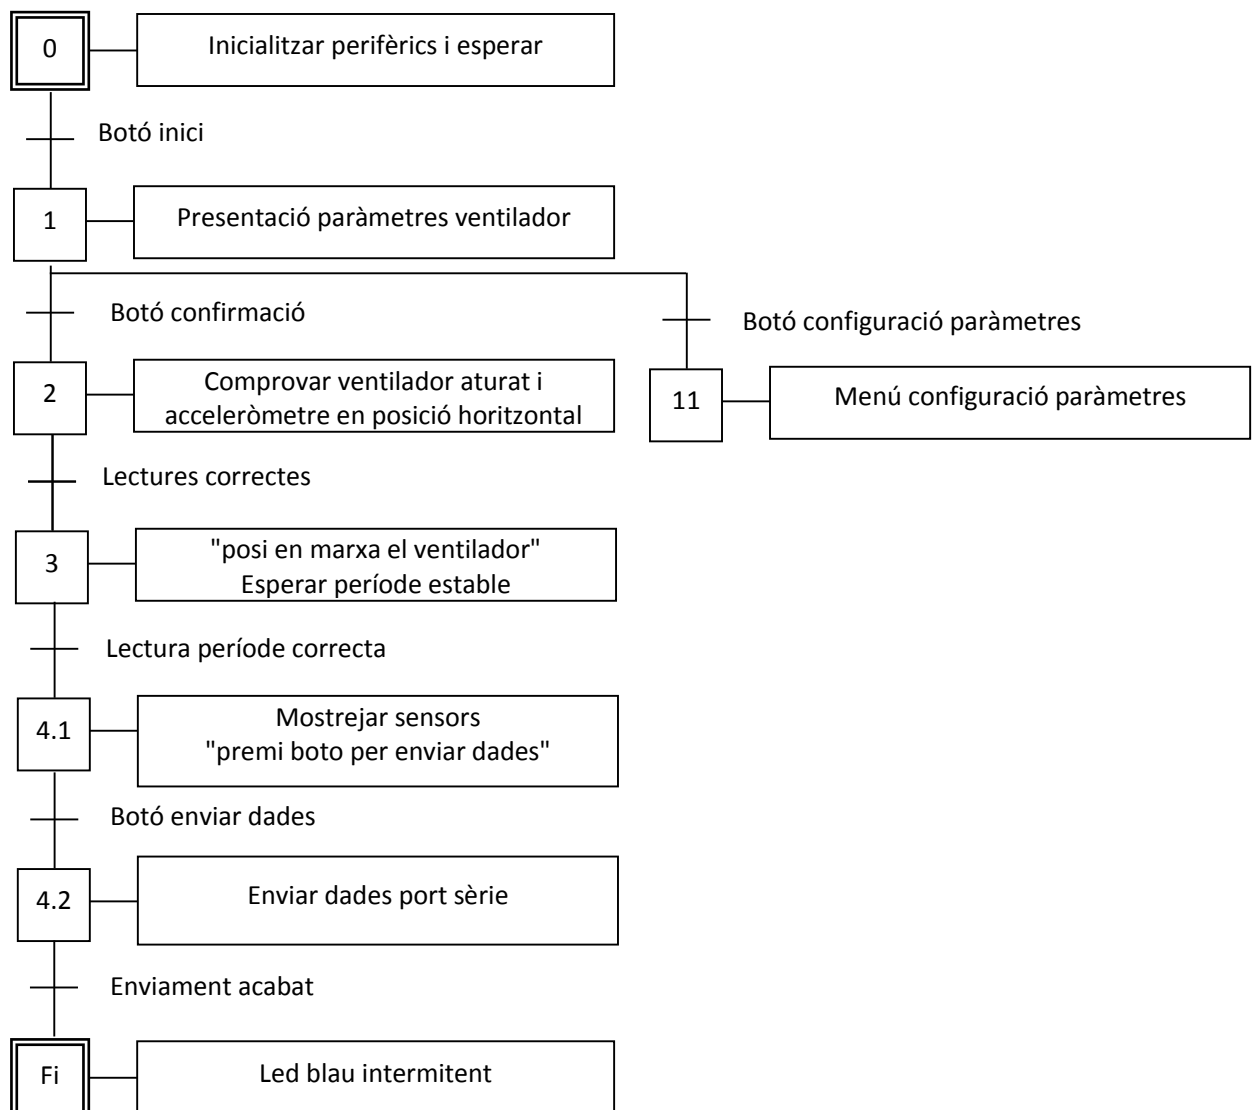 0
Inicialitzar perifèrics i esperar
Botó inici
1
Presentació paràmetres ventilador
Botó confirmació
Botó configuració paràmetres
2
Comprovar ventilador aturat i
acceleròmetre en posició horitzontal
11
Menú configuració paràmetres
Lectures correctes
3
"posi en marxa el ventilador"
Esperar període estable
Lectura període correcta
4.1
Mostrejar sensors
"premi boto per enviar dades"
Botó enviar dades
4.2
Enviar dades port sèrie
Enviament acabat
Fi
Led blau intermitent